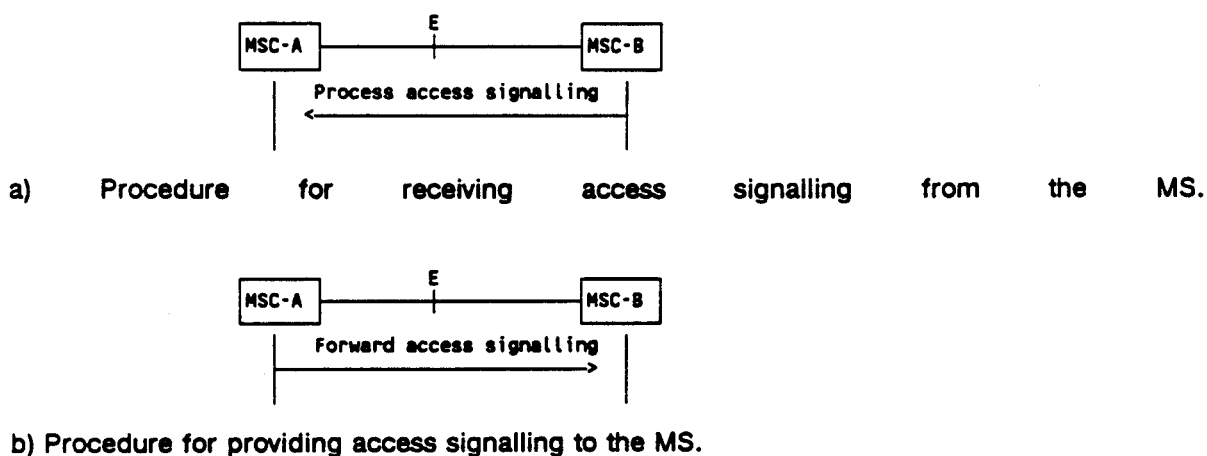 E
MSC-A MSC-B
Process access signalling
a) Procedure for receiving access signalling from the MS.
E
MSC-A MSC-B
Forward access signalling
b) Procedure for providing access signalling to the MS.